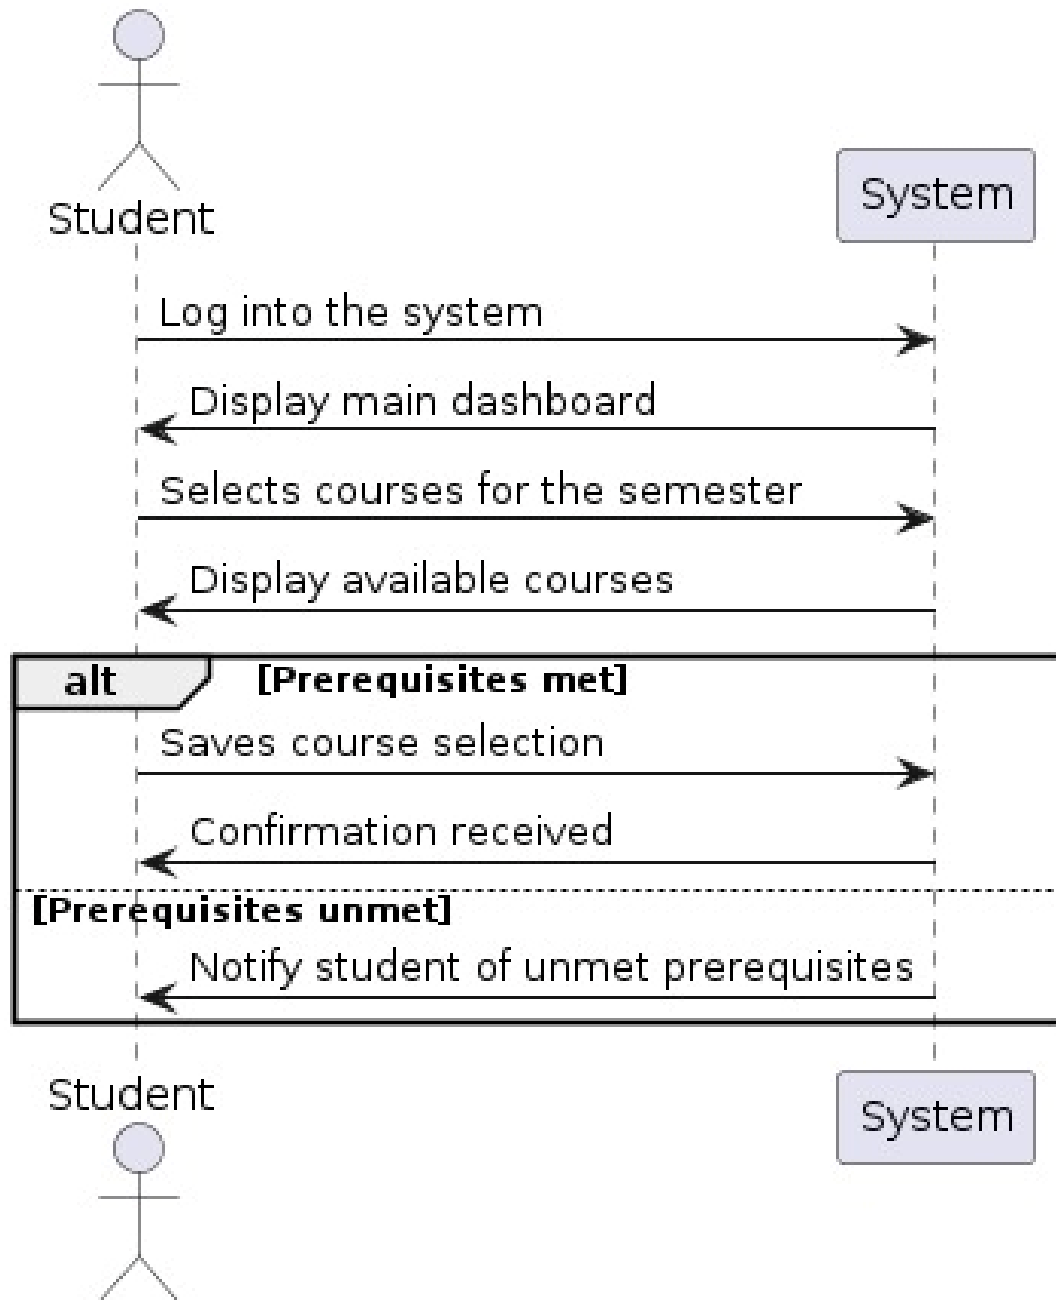 Student
System
Log into the system
Display main dashboard
Selects courses for the semester
Display available courses
alt
[Prerequisites met]
Saves course selection
Confirmation received
[Prerequisites unmet]
Notify student of unmet prerequisites
Student
System